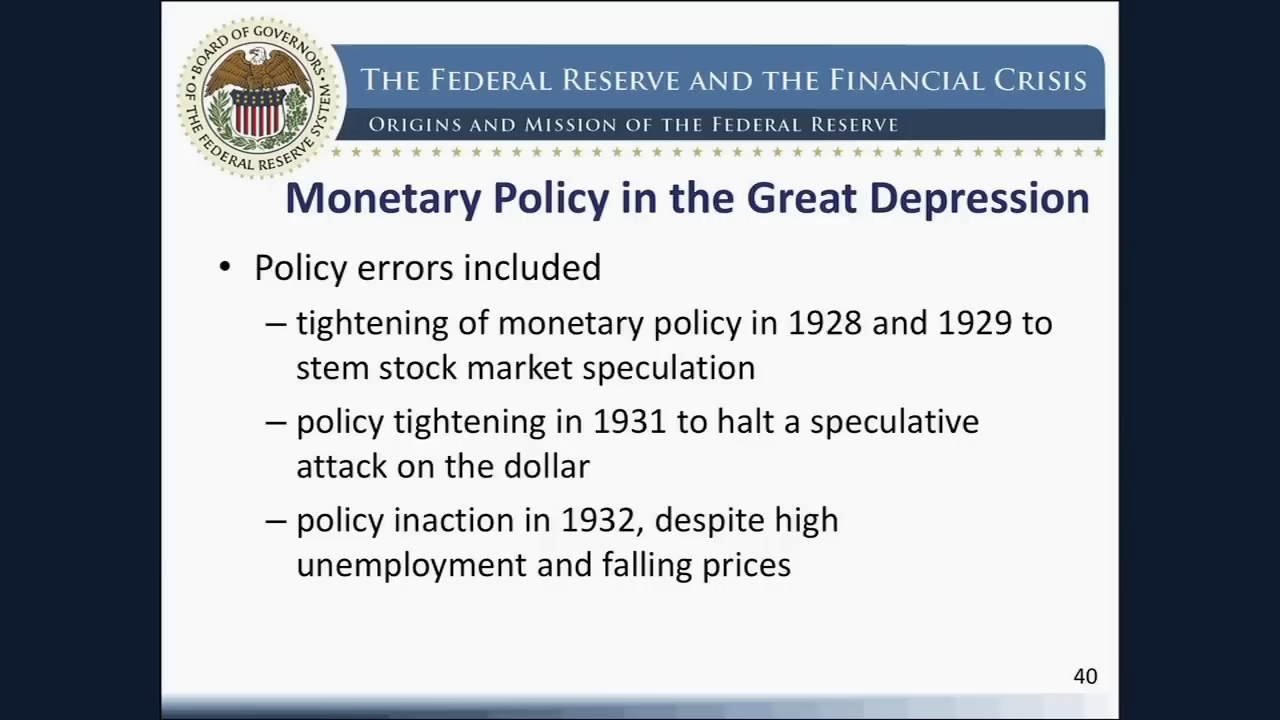 BOARD OF GOVERNORS
OF THE FEDERAL RESERVE SYSTEM
THE FEDERAL RESERVE AND THE FINANCIAL CRISIS
ORIGINS AND MISSION OF THE FEDERAL RESERVE
Monetary Policy in the Great Depression
• Policy errors included
– tightening of monetary policy in 1928 and 1929 to
stem stock market speculation
– policy tightening in 1931 to halt a speculative
attack on the dollar
– policy inaction in 1932, despite high
unemployment and falling prices
40